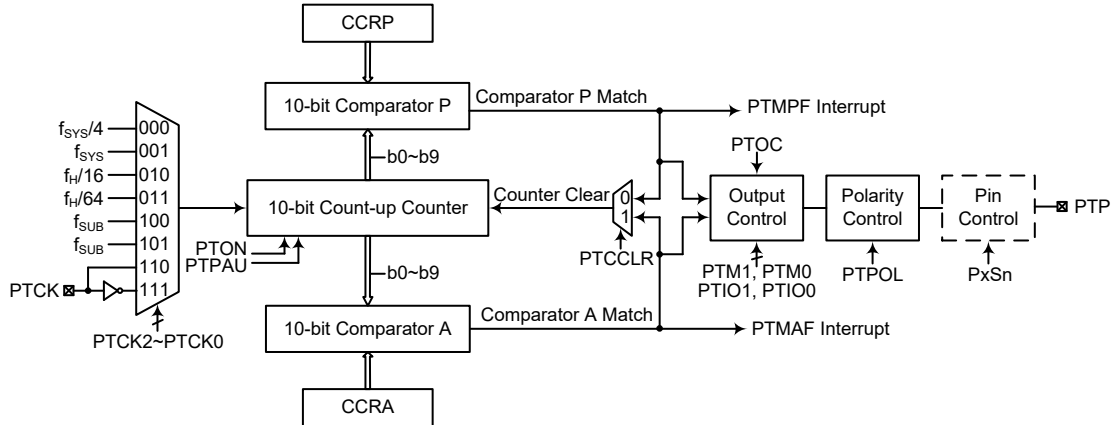 CCRP
10-bit Comparator P
Comparator P Match
PTMPF Interrupt
b0~b9
fSYS/4
000
fSYS
001
fH/16
010
fH/64
011
fSUB
100
fSUB
101
110
111
PTCK
PTCK2~PTCK0
10-bit Count-up Counter
PTON
PTPAU
Counter Clear
0
1
PTCCLR
PTOC
Output
Control
PTM1, PTM0
PTIO1, PTIO0
Polarity
Control
PTPOL
Pin
Control
PxSn
PTP
b0~b9
10-bit Comparator A
Comparator A Match
PTMAF Interrupt
CCRA